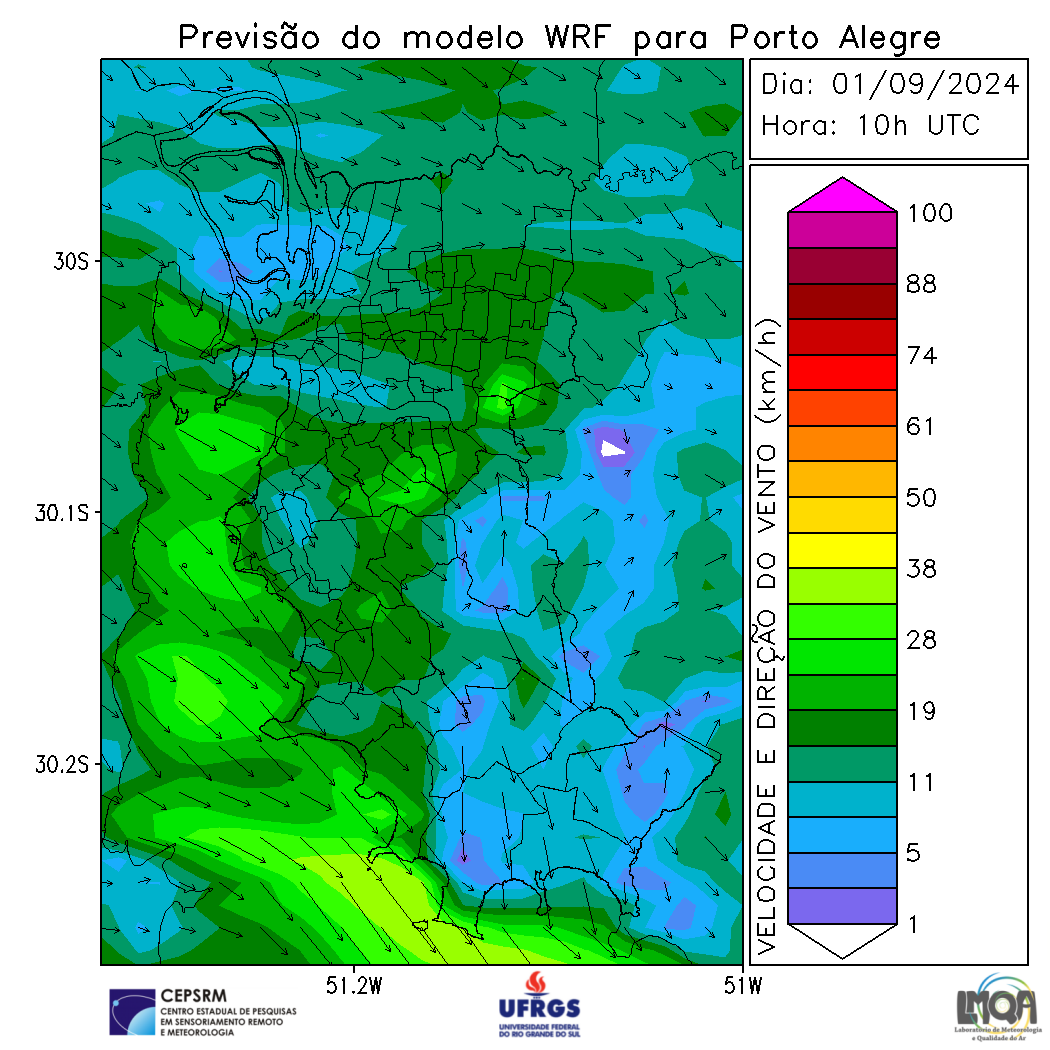 Previsão do modelo WRF para Porto Alegre
Dia: 01/09/2024
Hora: 10h UTC
30S
30.1S
30.2S
51.2W
51W
VELOCIDADE E DIREÇÃO DO VENTO (km/h)
100
88
74
61
50
38
28
19
11
5
1
CEPSRM
CENTRO ESTADUAL DE PESQUISAS
EM SENSORIAMENTO REMOTO
E METEOROLOGIA
UFRGS
UNIVERSIDADE FEDERAL
DO RIO GRANDE DO SUL
LMQA
Laboratório de Meteorologia
e Qualidade do Ar